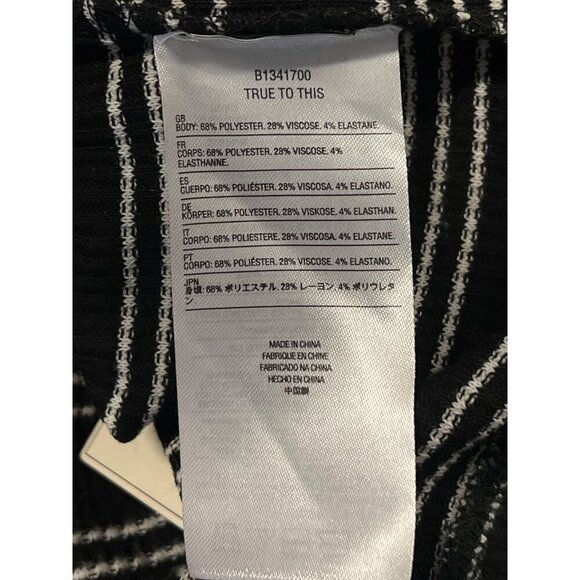 B1341700
TRUE TO THIS
GB
BODY: 68% POLYESTER. 28% VISCOSE. 4% ELASTANE.
FR
CORPS: 68% POLYESTER. 28% VISCOSE. 4%
ELASTHANNE.
ES
CUERPO: 68% POLIÉSTER. 28% VISCOSA. 4% ELASTANO.
DE
KÖRPER: 68% POLYESTER. 28% VISKOSE. 4% ELASTHAN.
IT
CORPO: 68% POLIESTERE. 28% VISCOSA. 4% ELASTANE.
PT
CORPO: 68% POLIÉSTER. 28% VISCOSE. 4% ELASTANO.
JPN
身頃: 68% ポリエステル. 28% レーヨン. 4% ポリウレタ
ン
MADE IN CHINA
FABRIQUE EN CHINE
FABRICADO NA CHINA
HECHO EN CHINA
中国製